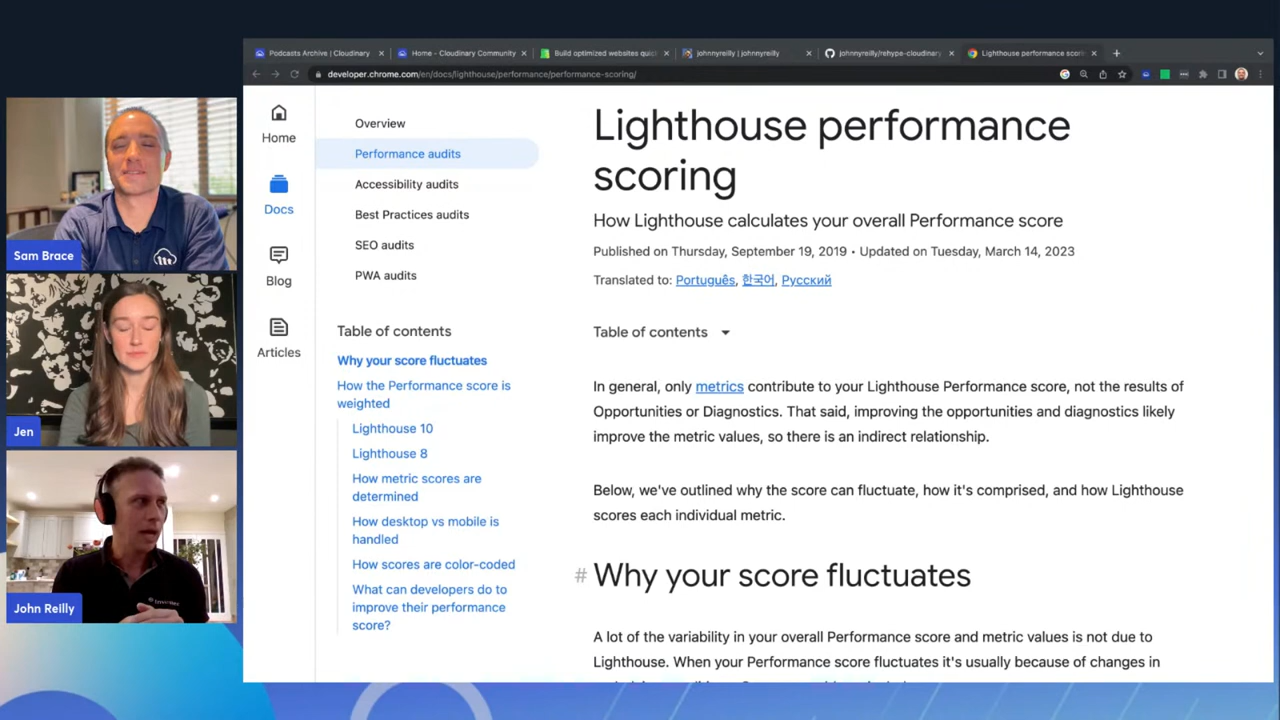 Podcasts Archive | Cloudinary
Home - Cloudinary Community
Build optimized websites quic
johnnyreilly | johnnyreilly
johnnyreilly/rehype-cloudinary
Lighthouse performance scori
developer.chrome.com/en/docs/lighthouse/performance/performance-scoring/
Sam Brace
Jen
John Reilly
Home
Docs
Blog
Articles
Overview
Performance audits
Accessibility audits
Best Practices audits
SEO audits
PWA audits
Table of contents
Why your score fluctuates
How the Performance score is
weighted
Lighthouse 10
Lighthouse 8
How metric scores are
determined
How desktop vs mobile is
handled
How scores are color-coded
What can developers do to
improve their performance
score?
Lighthouse performance
scoring
How Lighthouse calculates your overall Performance score
Published on Thursday, September 19, 2019 • Updated on Tuesday, March 14, 2023
Translated to: Português, 한국어, Русский
Table of contents
In general, only metrics contribute to your Lighthouse Performance score, not the results of
Opportunities or Diagnostics. That said, improving the opportunities and diagnostics likely
improve the metric values, so there is an indirect relationship.
Below, we've outlined why the score can fluctuate, how it's comprised, and how Lighthouse
scores each individual metric.
# Why your score fluctuates
A lot of the variability in your overall Performance score and metric values is not due to
Lighthouse. When your Performance score fluctuates it's usually because of changes in